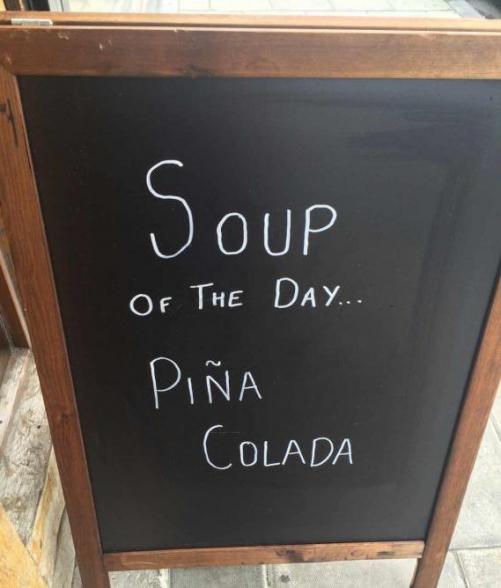 SOUP
OF THE DAY...
PIÑA
COLADA